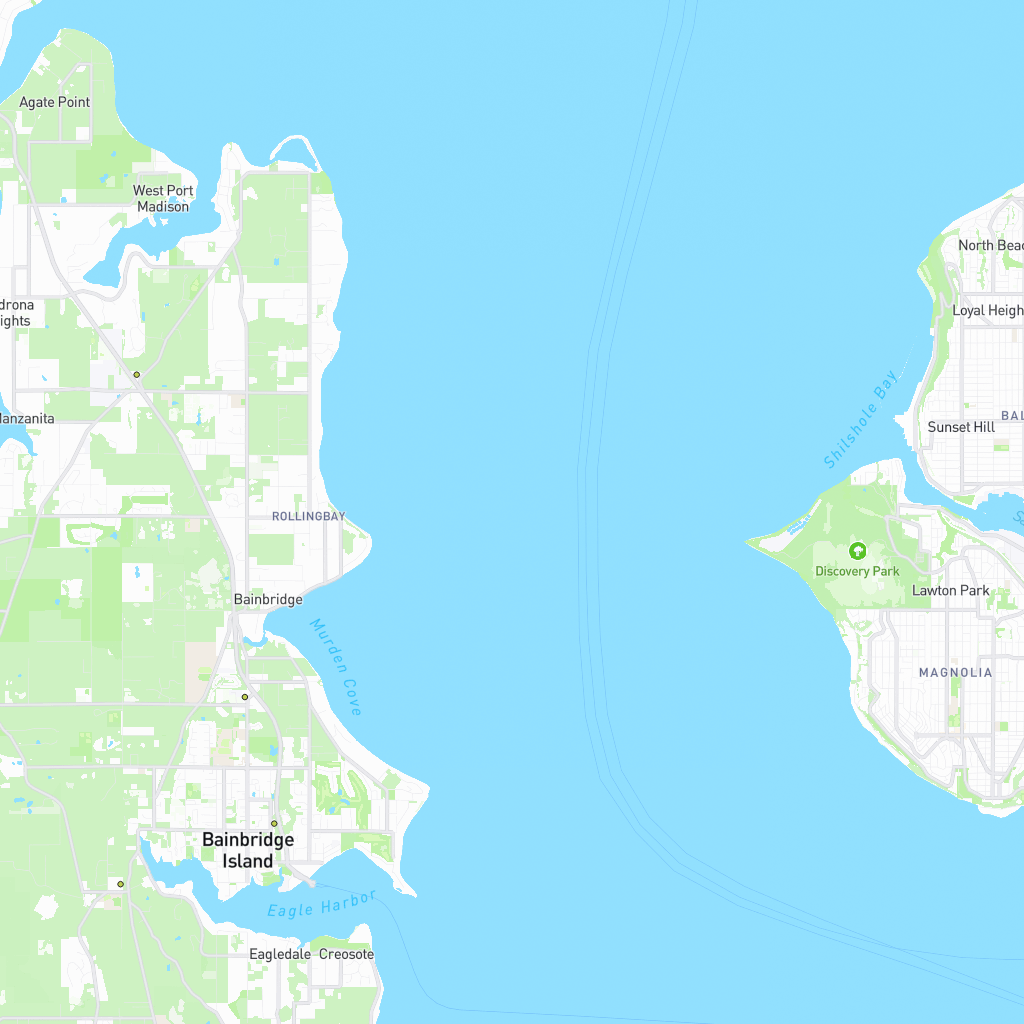 Agate Point
West Port
Madison
North Beac
drona
ights
Loyal Heigh
Shilshole Bay
Manzanita
BAL
Sunset Hill
ROLLINGBAY
Discovery Park
Lawton Park
Bainbridge
Murden Cove
MAGNOLIA
Bainbridge
Island
Eagle Harbor
Eagledale
Creosote